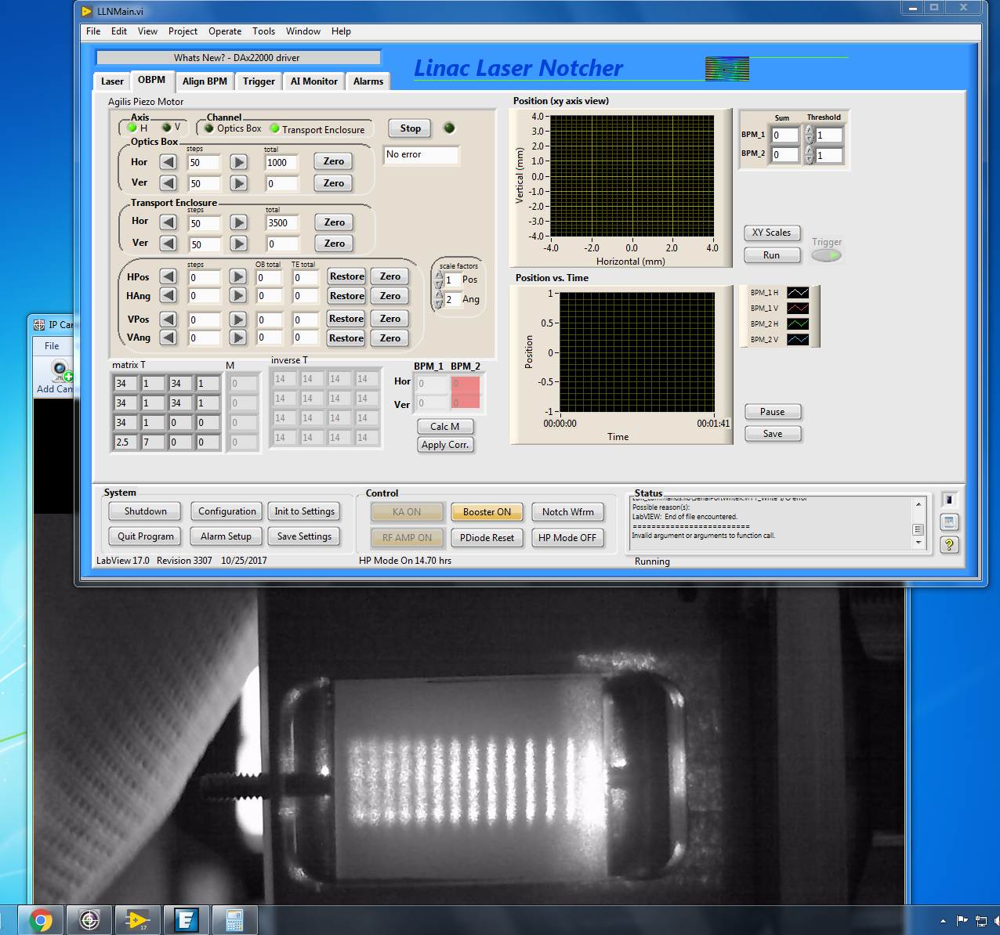 LLNMain.vi
File Edit View Project Operate Tools Window Help
Whats New? - DAx22000 driver
Linac Laser Notcher
Laser OBPM Align BPM Trigger AI Monitor Alarms
Agilis Piezo Motor
Axis
H V
Channel
Optics Box Transport Enclosure
Stop
No error
Optics Box
steps total
Hor 50 1000 Zero
Ver 50 0 Zero
Transport Enclosure
steps total
Hor 50 3500 Zero
Ver 50 0 Zero
steps OB total TE total
HPos 0 0 0 Restore Zero
HAng 0 0 0 Restore Zero
VPos 0 0 0 Restore Zero
VAng 0 0 0 Restore Zero
scale factors
1 Pos
2 Ang
matrix T M
34 1 34 1 0
34 1 34 1 0
34 1 0 0 0
2.5 7 0 0 0
inverse T
14 14 14 14
14 14 14 14
14 14 14 14
14 14 14 14
BPM_1 BPM_2
Hor 0 0
Ver 0 0
Calc M
Apply Corr.
Position (xy axis view)
4.0
3.0
2.0
1.0
0.0
-1.0
-2.0
-3.0
-4.0
Vertical (mm)
-4.0 -2.0 0.0 2.0 4.0
Horizontal (mm)
Sum Threshold
BPM_1 0 1
BPM_2 0 1
XY Scales
Run
Trigger
Position vs. Time
1
0.5
0
-0.5
-1
Position
00:00:00 00:01:41
Time
BPM_1 H
BPM_1 V
BPM_2 H
BPM_2 V
Pause
Save
System
Shutdown Configuration Init to Settings
Quit Program Alarm Setup Save Settings
LabView 17.0 Revision 3307 10/25/2017
Control
KA ON Booster ON Notch Wfrm
RF AMP ON PDiode Reset HP Mode OFF
HP Mode On 14.70 hrs
Status
Possible reason(s):
LabVIEW: End of file encountered.
=========================
Invalid argument or arguments to function call.
Running
IP Car
File
Add Cam
17